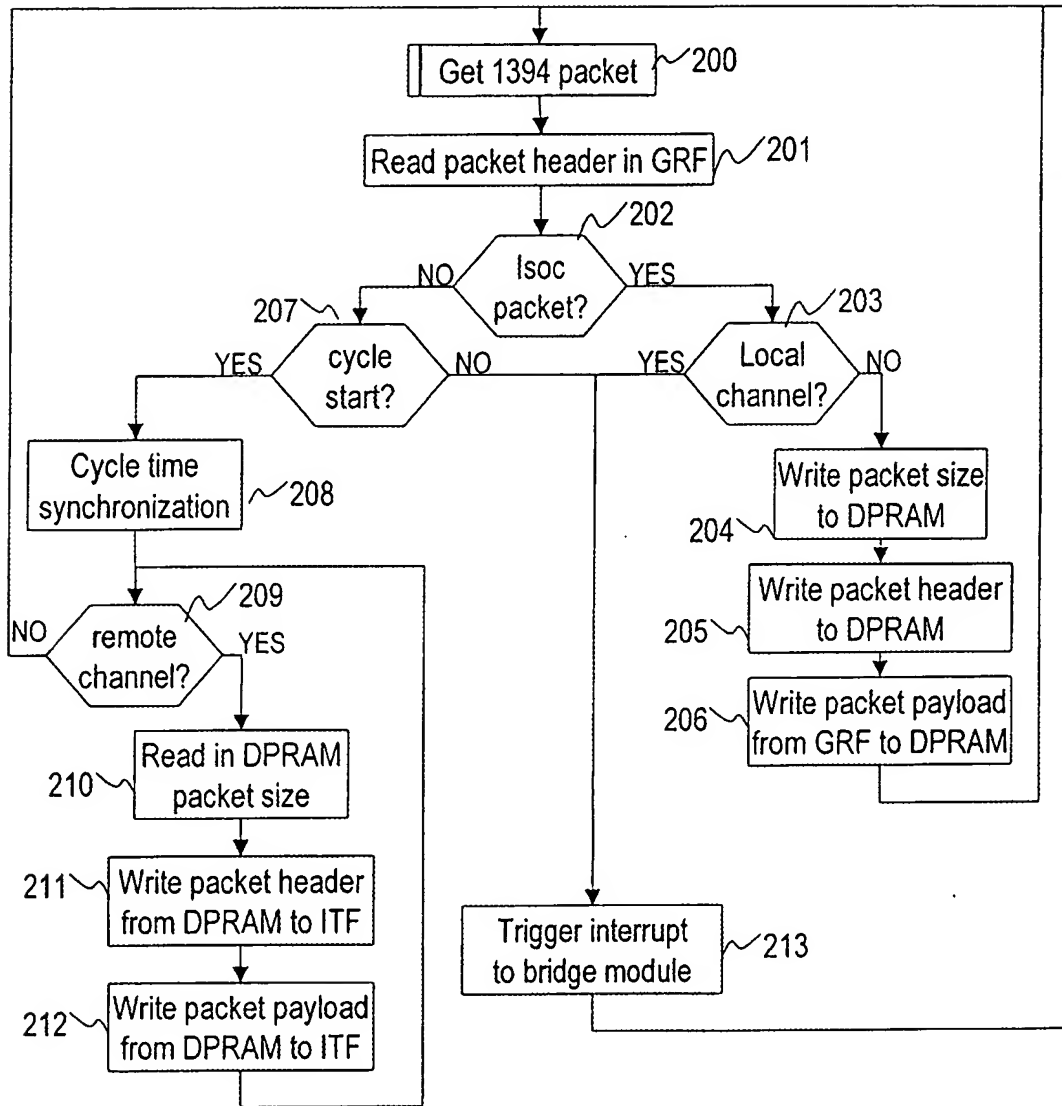 Get 1394 packet
200
Read packet header in GRF
201
202
Isoc
packet?
NO
YES
207
203
cycle
start?
YES
NO
Local
channel?
YES
NO
Cycle time
synchronization
208
Write packet size
to DPRAM
204
209
remote
channel?
NO
YES
Write packet header
to DPRAM
205
Write packet payload
from GRF to DPRAM
206
Read in DPRAM
packet size
210
Write packet header
from DPRAM to ITF
211
Trigger interrupt
to bridge module
213
Write packet payload
from DPRAM to ITF
212